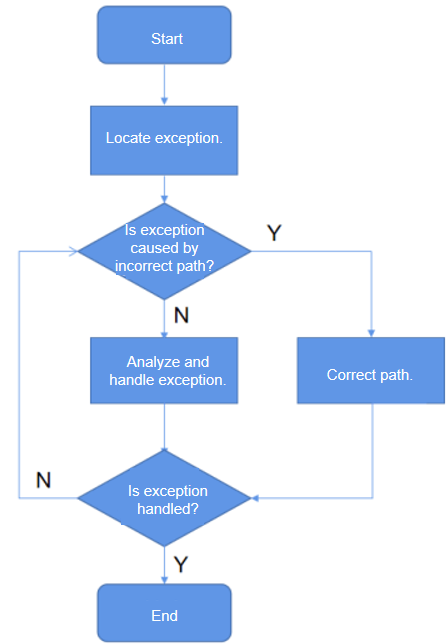 Start
Locate exception.
Is exception
caused by
incorrect path?
Y
N
Analyze and
handle exception.
Correct path.
N
Is exception
handled?
Y
End